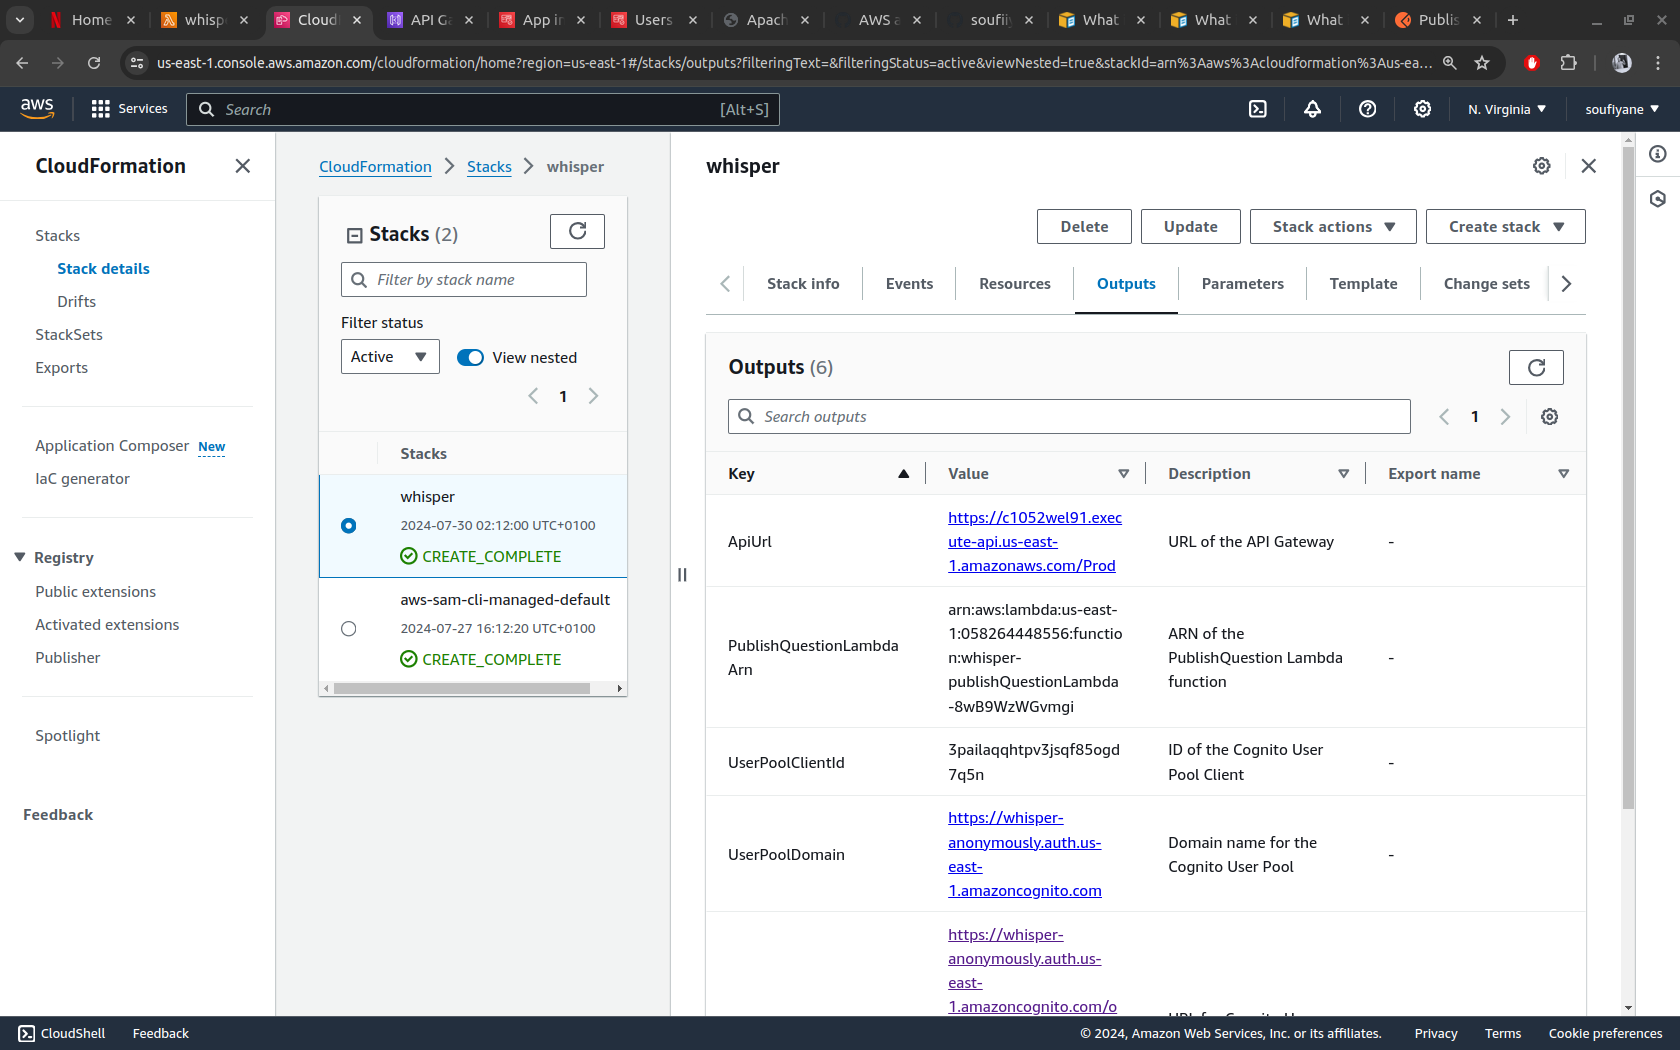 Home
whisp
Cloud
API Ga
App in
Users
Apach
AWS a
soufiy
What
What
What
Publis
us-east-1.console.aws.amazon.com/cloudformation/home?region=us-east-1#/stacks/outputs?filteringText=&filteringStatus=active&viewNested=true&stackId=arn%3Aaws%3Acloudformation%3Aus-ea...
aws
Services
Search
[Alt+S]
N. Virginia
soufiyane
CloudFormation
Stacks
Stack details
Drifts
StackSets
Exports
Application Composer New
IaC generator
Registry
Public extensions
Activated extensions
Publisher
Spotlight
Feedback
CloudFormation
Stacks
whisper
Stacks (2)
Filter by stack name
Filter status
Active
View nested
1
Stacks
whisper
2024-07-30 02:12:00 UTC+0100
CREATE_COMPLETE
aws-sam-cli-managed-default
2024-07-27 16:12:20 UTC+0100
CREATE_COMPLETE
whisper
Delete
Update
Stack actions
Create stack
Stack info
Events
Resources
Outputs
Parameters
Template
Change sets
Outputs (6)
Search outputs
1
Key
Value
Description
Export name
ApiUrl
https://c1052wel91.exec
ute-api.us-east-
1.amazonaws.com/Prod
URL of the API Gateway
-
PublishQuestionLambda
Arn
arn:aws:lambda:us-east-
1:058264448556:functio
n:whisper-
publishQuestionLambda
-8wB9WzWGvmgi
ARN of the
PublishQuestion Lambda
function
-
UserPoolClientId
3pailaqqhtpv3jsqf85ogd
7q5n
ID of the Cognito User
Pool Client
-
UserPoolDomain
https://whisper-
anonymously.auth.us-
east-
1.amazoncognito.com
Domain name for the
Cognito User Pool
-
https://whisper-
anonymously.auth.us-
east-
1.amazoncognito.com/o
CloudShell
Feedback
© 2024, Amazon Web Services, Inc. or its affiliates.
Privacy
Terms
Cookie preferences